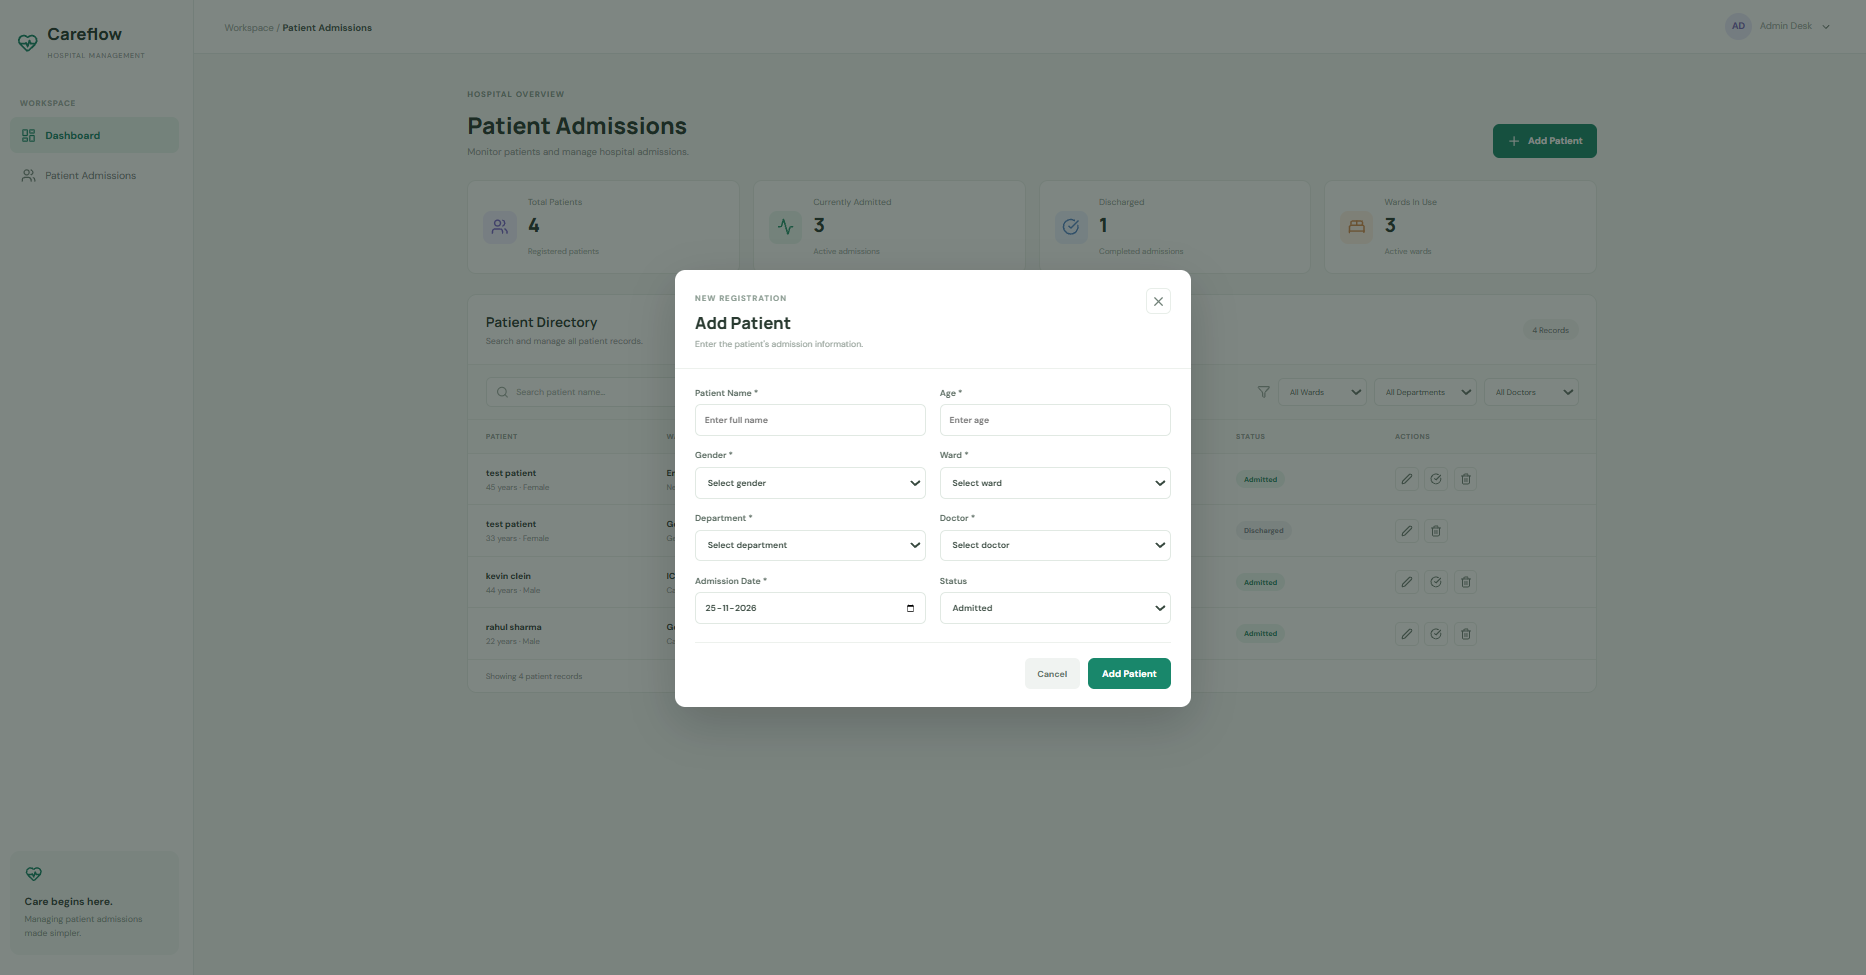 Careflow
HOSPITAL MANAGEMENT
WORKSPACE
Dashboard
Patient Admissions
Care begins here.
Managing patient admissions
made simpler.
Workspace / Patient Admissions
AD Admin Desk
HOSPITAL OVERVIEW
Patient Admissions
Monitor patients and manage hospital admissions.
Add Patient
Total Patients
4
Registered patients
Currently Admitted
3
Active admissions
Discharged
1
Completed admissions
Wards in Use
3
Active wards
Patient Directory
Search and manage all patient records.
4 Records
Search patient name...
All Wards
All Departments
All Doctors
PATIENT
STATUS
ACTIONS
test patient
45 years · Female
Admitted
test patient
33 years · Female
Discharged
kevin clein
44 years · Male
Admitted
rahul sharma
22 years · Male
Admitted
Showing 4 patient records
NEW REGISTRATION
Add Patient
Enter the patient's admission information.
Patient Name *
Enter full name
Age *
Enter age
Gender *
Select gender
Ward *
Select ward
Department *
Select department
Doctor *
Select doctor
Admission Date *
25-11-2026
Status
Admitted
Cancel
Add Patient